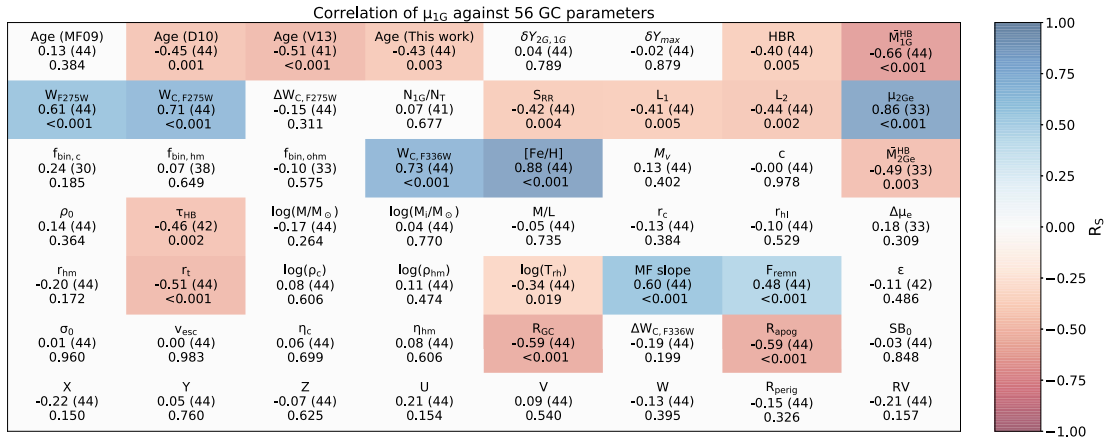 Correlation of μ1G against 56 GC parameters
Age (MF09) Age (D10) Age (V13) Age (This work) δY2G, 1G δYmax HBR M̄1GHB
0.13 (44) -0.45 (44) -0.51 (41) -0.43 (44) 0.04 (44) -0.02 (44) -0.40 (44) -0.66 (44)
0.384 0.001 <0.001 0.003 0.789 0.879 0.005 <0.001
WF275W WC, F275W ΔWC, F275W N1G/NT SRR L1 L2 μ2Ge
0.61 (44) 0.71 (44) -0.15 (44) 0.07 (41) -0.42 (44) -0.41 (44) -0.44 (44) 0.86 (33)
<0.001 <0.001 0.311 0.677 0.004 0.005 0.002 <0.001
fbin, c fbin, hm fbin, ohm WC, F336W [Fe/H] Mv c M̄2GeHB
0.24 (30) 0.07 (38) -0.10 (33) 0.73 (44) 0.88 (44) 0.13 (44) -0.00 (44) -0.49 (33)
0.185 0.649 0.575 <0.001 <0.001 0.402 0.978 0.003
ρ0 τHB log(M/M⊙) log(Mi/M⊙) M/L rc rhl Δμe
0.14 (44) -0.46 (42) -0.17 (44) 0.04 (44) -0.05 (44) -0.13 (44) -0.10 (44) 0.18 (33)
0.364 0.002 0.264 0.770 0.735 0.384 0.529 0.309
rhm rt log(ρc) log(ρhm) log(Trh) MF slope Fremn ε
-0.20 (44) -0.51 (44) 0.08 (44) 0.11 (44) -0.34 (44) 0.60 (44) 0.48 (44) -0.11 (42)
0.172 <0.001 0.606 0.474 0.019 <0.001 <0.001 0.486
σ0 vesc ηc ηhm RGC ΔWC, F336W Rapog SB0
0.01 (44) 0.00 (44) 0.06 (44) 0.08 (44) -0.59 (44) -0.19 (44) -0.59 (44) -0.03 (44)
0.960 0.983 0.699 0.606 <0.001 0.199 <0.001 0.848
X Y Z U V W Rperig RV
-0.22 (44) 0.05 (44) -0.07 (44) 0.21 (44) 0.09 (44) -0.13 (44) -0.15 (44) -0.21 (44)
0.150 0.760 0.625 0.154 0.540 0.395 0.326 0.157
1.00
0.75
0.50
0.25
0.00
−0.25
−0.50
−0.75
−1.00
RS